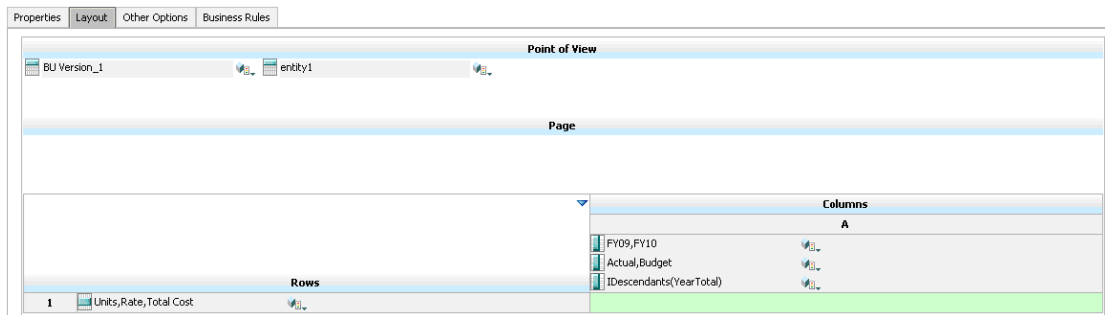 Properties Layout Other Options Business Rules
Point of View
BU Version_1 entity1
Page
Columns
A
FY09,FY10
Actual,Budget
IDescendants(YearTotal)
Rows
1 Units,Rate,Total Cost